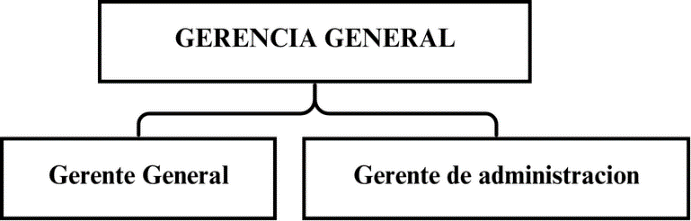 GERENCIA GENERAL
Gerente General
Gerente de administracion